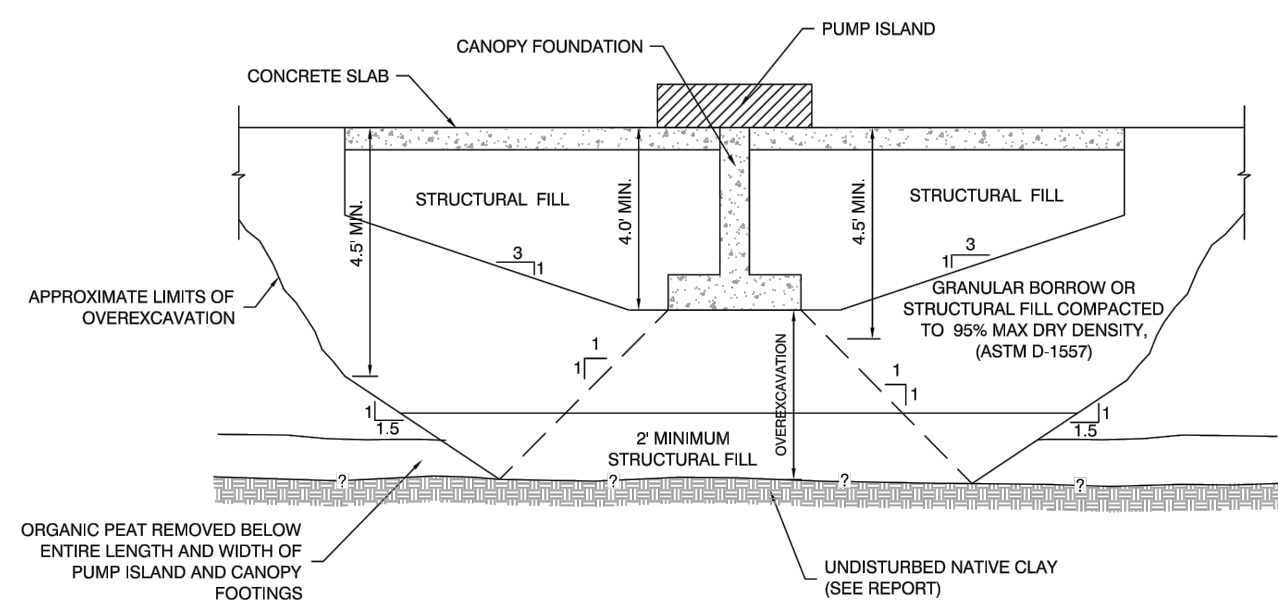 PUMP ISLAND
CANOPY FOUNDATION
CONCRETE SLAB
STRUCTURAL FILL
4.5' MIN.
4.0' MIN.
4.5' MIN.
STRUCTURAL FILL
3
1
3
1
APPROXIMATE LIMITS OF
OVEREXCAVATION
GRANULAR BORROW OR
STRUCTURAL FILL COMPACTED
TO 95% MAX DRY DENSITY,
(ASTM D-1557)
1
1
OVEREXCAVATION
1
1
1
1.5
1
1.5
2' MINIMUM
STRUCTURAL FILL
?
?
?
?
ORGANIC PEAT REMOVED BELOW
ENTIRE LENGTH AND WIDTH OF
PUMP ISLAND AND CANOPY
FOOTINGS
UNDISTURBED NATIVE CLAY
(SEE REPORT)